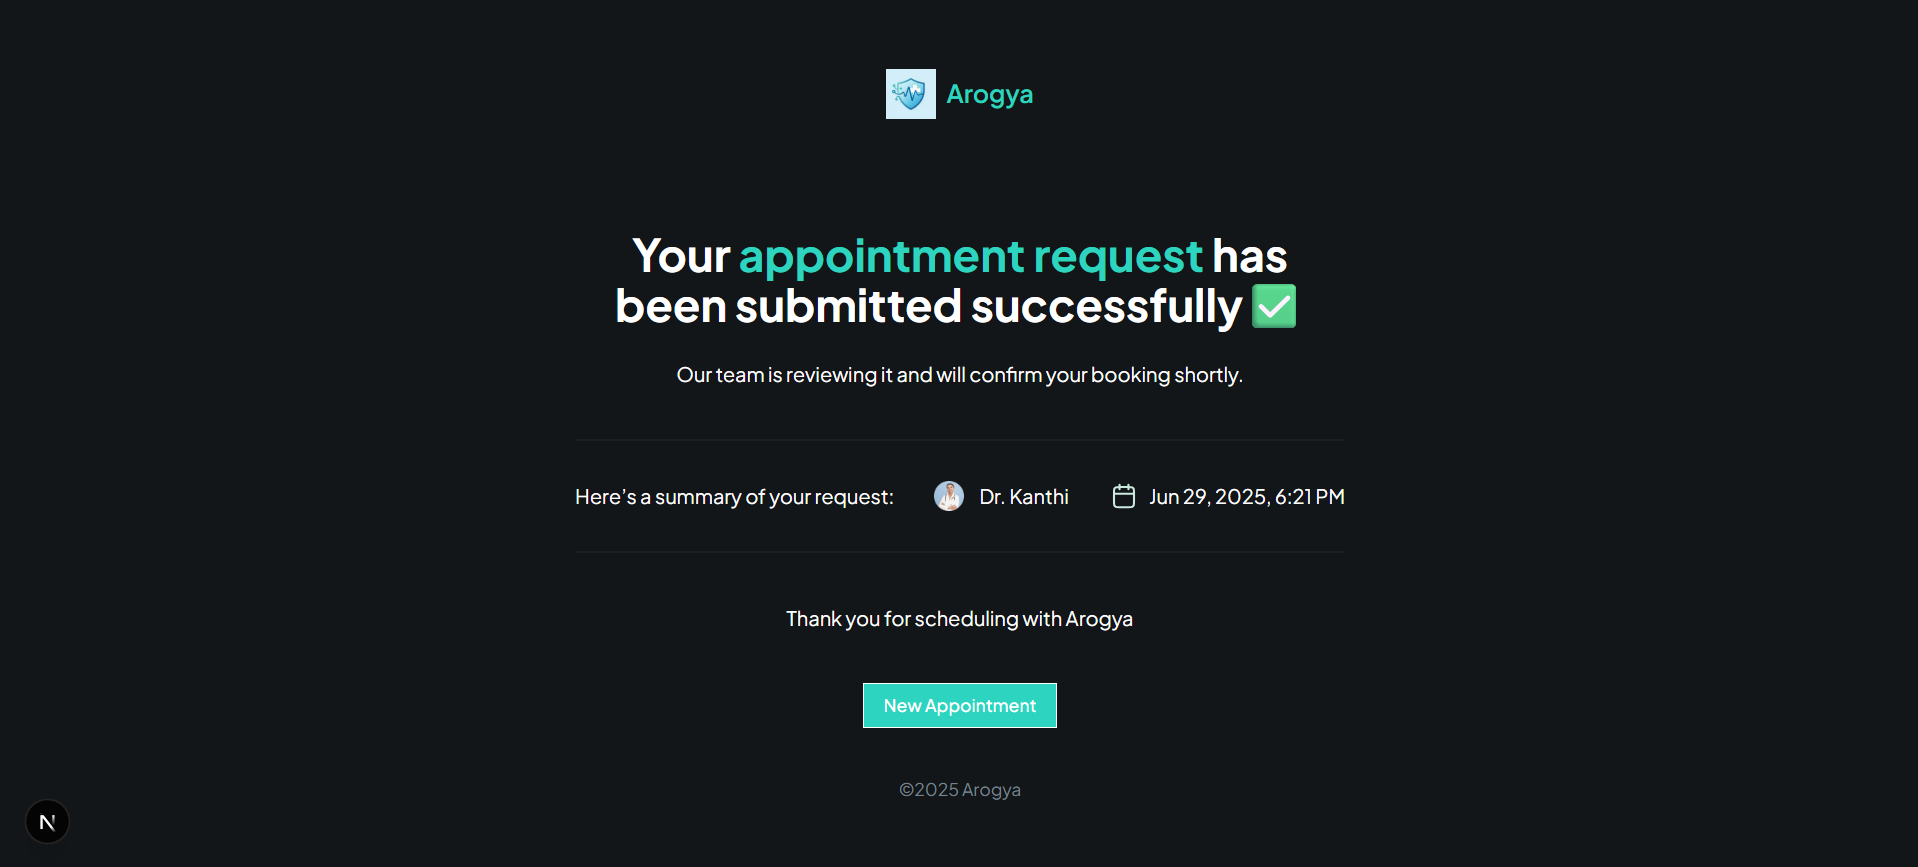 Arogya
Your appointment request has
been submitted successfully ✅
Our team is reviewing it and will confirm your booking shortly.
Here’s a summary of your request: Dr. Kanthi Jun 29, 2025, 6:21 PM
Thank you for scheduling with Arogya
New Appointment
©2025 Arogya
N